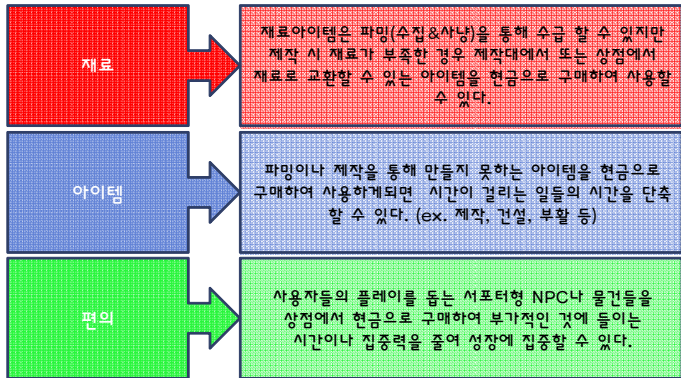 재료
재료아이템은 파밍(수집&사냥)을 통해 수급 할 수 있지만
제작 시 재료가 부족한 경우 제작대에서 또는 상점에서
재료로 교환할 수 있는 아이템을 현금으로 구매하여 사용할
수 있다.
아이템
파밍이나 제작을 통해 만들지 못하는 아이템을 현금으로
구매하여 사용하게되면 시간이 걸리는 일들의 시간을 단축
할 수 있다. (ex. 제작, 건설, 부활 등)
편의
사용자들의 플레이를 돕는 서포터형 NPC나 물건들을
상점에서 현금으로 구매하여 부가적인 것에 들이는
시간이나 집중력을 줄여 성장에 집중할 수 있다.